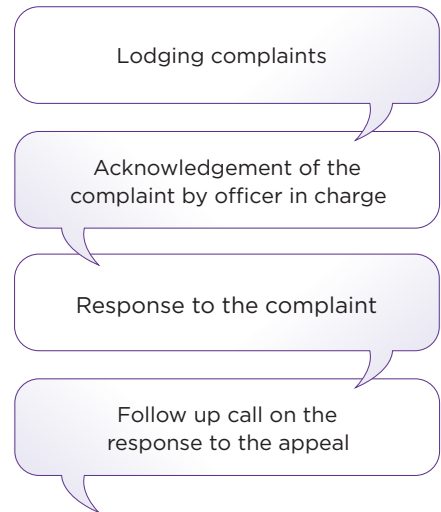 Lodging complaints
Acknowledgement of the
complaint by officer in charge
Response to the complaint
Follow up call on the
response to the appeal